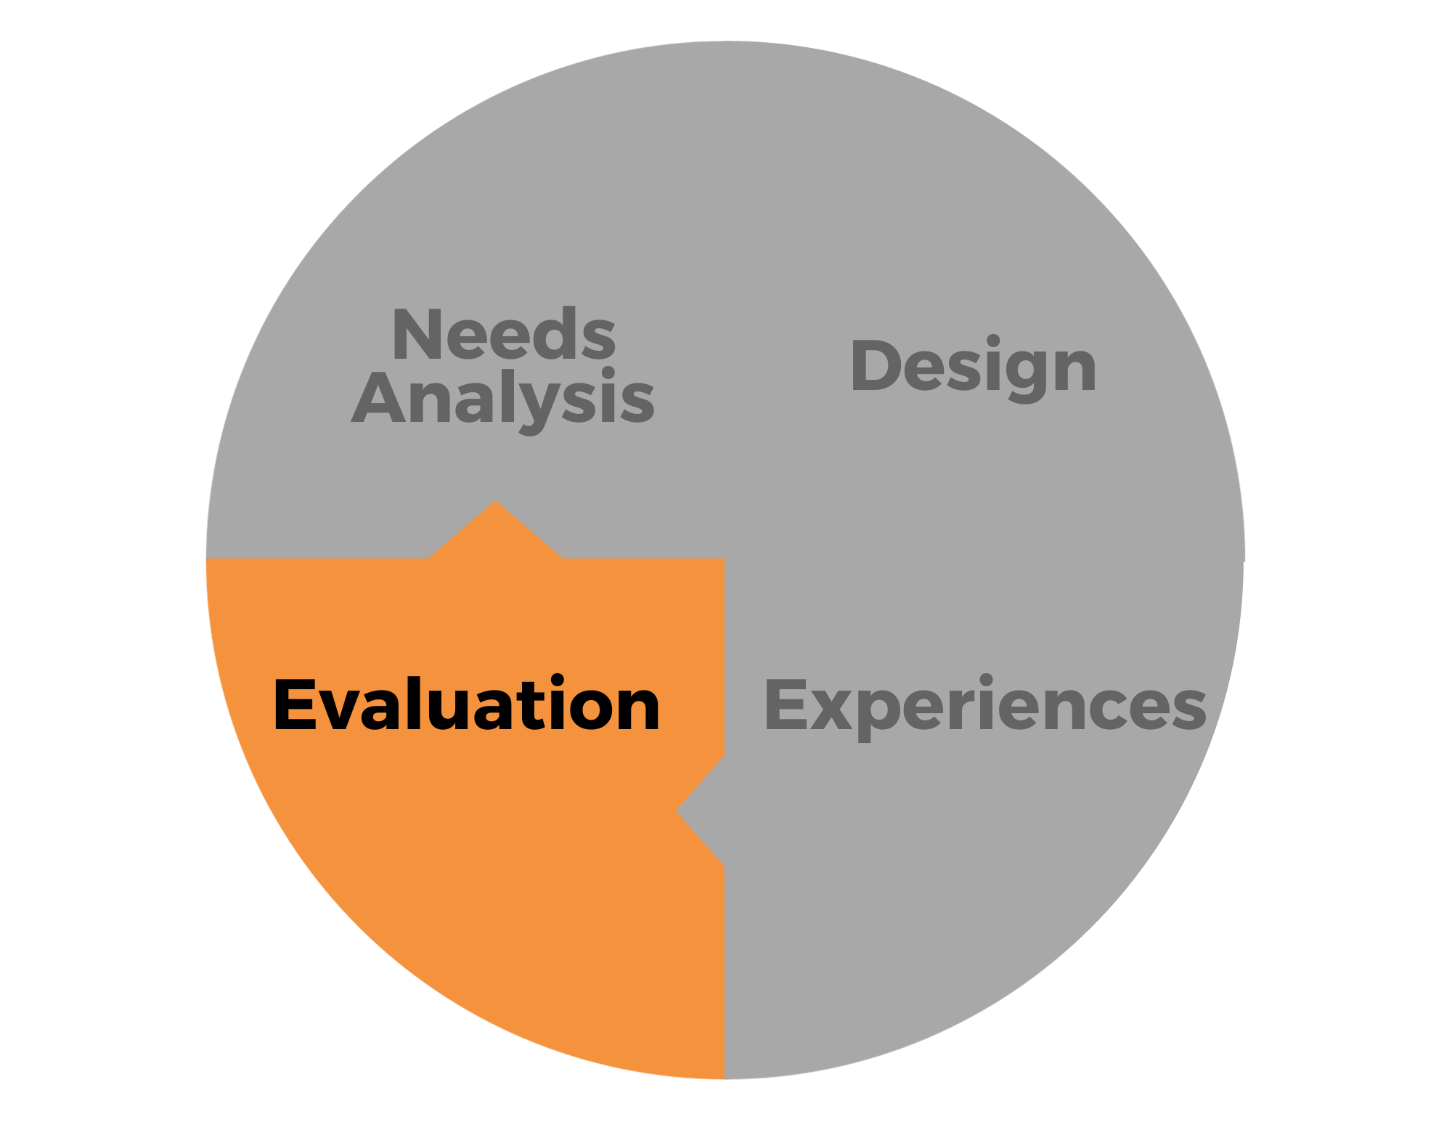 Needs
Analysis
Design
Evaluation
Experiences